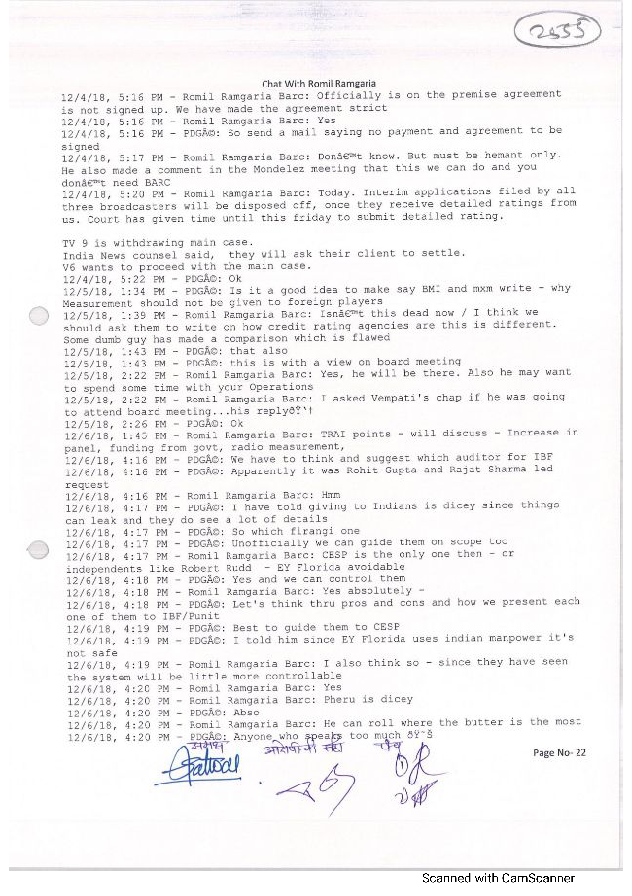 2555
Chat With Romil Ramgaria
12/4/18, 5:16 PM - Romil Ramgaria Barc: Officially is on the premise agreement
is not signed up. We have made the agreement strict
12/4/18, 5:16 PM - Romil Ramgaria Barc: Yes
12/4/18, 5:16 PM - PDGÃ©: So send a mail saying no payment and agreement to be
signed
12/4/18, 5:17 PM - Romil Ramgaria Barc: Donâ€™t know. But must be hemant only.
He also made a comment in the Mondelez meeting that this we can do and you
donâ€™t need BARC
12/4/18, 5:20 PM - Romil Ramgaria Barc: Today. Interim applications filed by all
three broadcasters will be disposed off, once they receive detailed ratings from
us. Court has given time until this friday to submit detailed rating.
TV 9 is withdrawing main case.
India News counsel said, they will ask their client to settle.
V6 wants to proceed with the main case.
12/4/18, 5:22 PM - PDGÃ©: Ok
12/5/18, 1:34 PM - PDGÃ©: Is it a good idea to make say BMI and mxm write - why
Measurement should not be given to foreign players
12/5/18, 1:39 PM - Romil Ramgaria Barc: Isnâ€™t this dead now / I think we
should ask them to write on how credit rating agencies are this is different.
Some dumb guy has made a comparison which is flawed
12/5/18, 1:43 PM - PDGÃ©: that also
12/5/18, 1:43 PM - PDGÃ©: this is with a view on board meeting
12/5/18, 2:22 PM - Romil Ramgaria Barc: Yes, he will be there. Also he may want
to spend some time with your Operations
12/5/18, 2:22 PM - Romil Ramgaria Barc: I asked Vempati's chap if he was going
to attend board meeting...his reply
12/5/18, 2:26 PM - PDGÃ©: Ok
12/6/18, 1:45 PM - Romil Ramgaria Barc: TRAI points - will discuss - Increase in
panel, funding from govt, radio measurement,
12/6/18, 4:16 PM - PDGÃ©: We have to think and suggest which auditor for IBF
12/6/18, 4:16 PM - PDGÃ©: Apparently it was Rohit Gupta and Rajat Sharma led
request
12/6/18, 4:16 PM - Romil Ramgaria Barc: Hmm
12/6/18, 4:17 PM - PDGÃ©: I have told giving to Indians is dicey since things
can leak and they do see a lot of details
12/6/18, 4:17 PM - PDGÃ©: So which firangi one
12/6/18, 4:17 PM - PDGÃ©: Unofficially we can guide them on scope too
12/6/18, 4:17 PM - Romil Ramgaria Barc: CESP is the only one then - or
independents like Robert Rudd - EY Florica avoidable
12/6/18, 4:18 PM - PDGÃ©: Yes and we can control them
12/6/18, 4:18 PM - Romil Ramgaria Barc: Yes absolutely -
12/6/18, 4:18 PM - PDGÃ©: Let's think thru pros and cons and how we present each
one of them to IBF/Punit
12/6/18, 4:19 PM - PDGÃ©: Best to guide them to CESP
12/6/18, 4:19 PM - PDGÃ©: I told him since EY Florida uses indian manpower it's
not safe
12/6/18, 4:19 PM - Romil Ramgaria Barc: I also think so - since they have seen
the system will be little more controllable
12/6/18, 4:20 PM - Romil Ramgaria Barc: Yes
12/6/18, 4:20 PM - Romil Ramgaria Barc: Pheru is dicey
12/6/18, 4:20 PM - PDGÃ©: Abso
12/6/18, 4:20 PM - Romil Ramgaria Barc: He can roll where the butter is the most
12/6/18, 4:20 PM - PDGÃ©: Anyone who speaks too much
आरोपीची सही
पंच
Page No- 22
Scanned with CamScanner